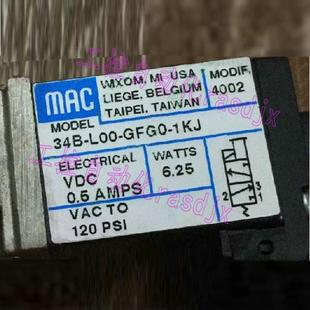 MAC
WIXOM, MI USA
LIEGE, BELGIUM
TAIPEI, TAIWAN
MODIF.
4002
MODEL
34B-L00-GFG0-1KJ
ELECTRICAL
VDC
0.5 AMPS
WATTS
6.25
VAC TO
120 PSI
2
3
1